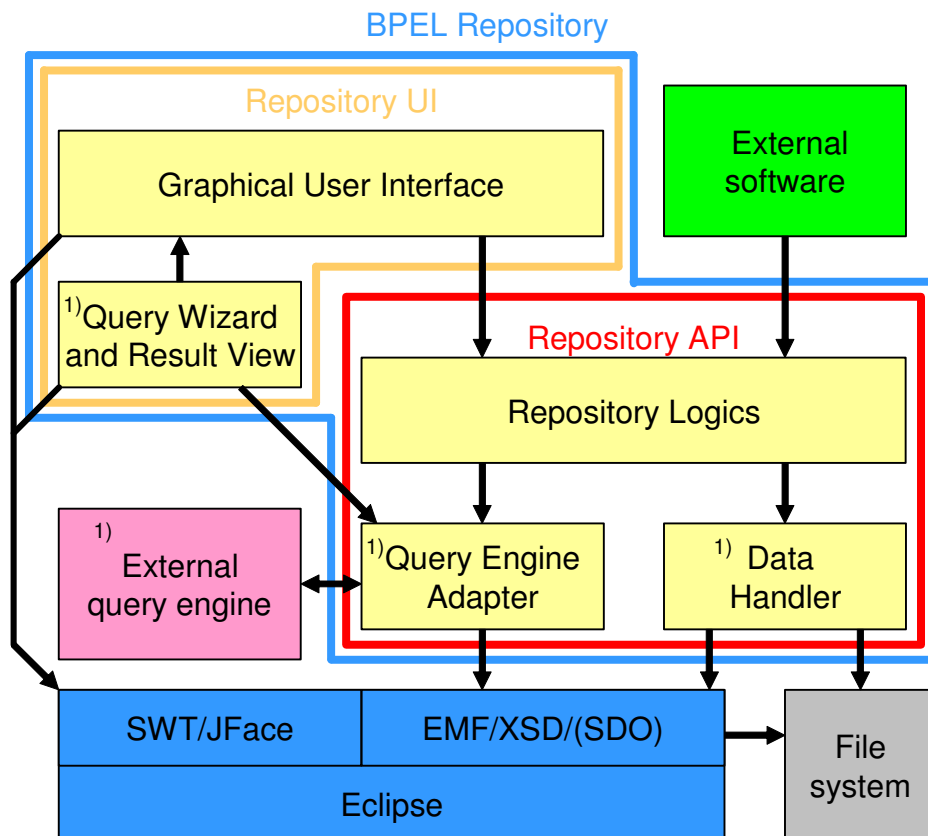 BPEL Repository
Repository UI
Graphical User Interface
External
software
1) Query Wizard
and Result View
Repository API
Repository Logics
1)
External
query engine
1) Query Engine
Adapter
1) Data
Handler
SWT/JFace
EMF/XSD/(SDO)
File
system
Eclipse